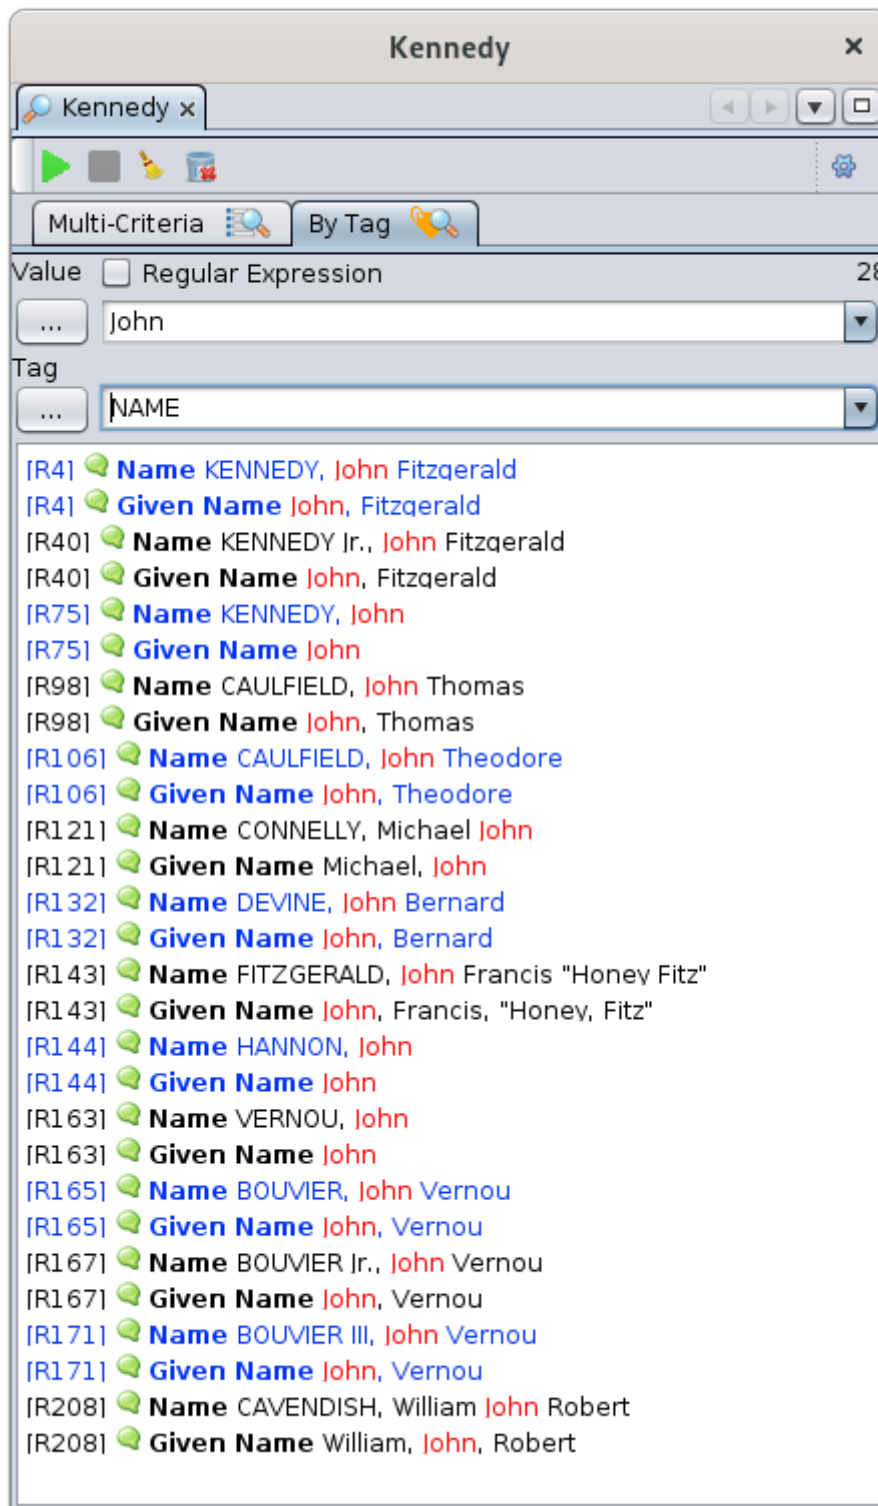 Kennedy
Kennedy
Multi-Criteria By Tag
Value Regular Expression 28
... John
Tag
... NAME
[R4] Name KENNEDY, John Fitzgerald
[R4] Given Name John, Fitzgerald
[R40] Name KENNEDY Jr., John Fitzgerald
[R40] Given Name John, Fitzgerald
[R75] Name KENNEDY, John
[R75] Given Name John
[R98] Name CAULFIELD, John Thomas
[R98] Given Name John, Thomas
[R106] Name CAULFIELD, John Theodore
[R106] Given Name John, Theodore
[R121] Name CONNELLY, Michael John
[R121] Given Name Michael, John
[R132] Name DEVINE, John Bernard
[R132] Given Name John, Bernard
[R143] Name FITZGERALD, John Francis "Honey Fitz"
[R143] Given Name John, Francis, "Honey, Fitz"
[R144] Name HANNON, John
[R144] Given Name John
[R163] Name VERNOU, John
[R163] Given Name John
[R165] Name BOUVIER, John Vernou
[R165] Given Name John, Vernou
[R167] Name BOUVIER Jr., John Vernou
[R167] Given Name John, Vernou
[R171] Name BOUVIER III, John Vernou
[R171] Given Name John, Vernou
[R208] Name CAVENDISH, William John Robert
[R208] Given Name William, John, Robert